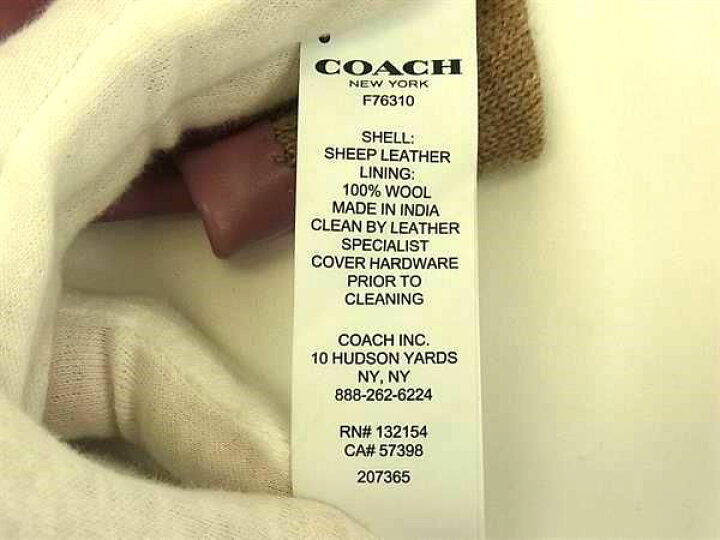 COACH
NEW YORK
F76310
SHELL:
SHEEP LEATHER
LINING:
100% WOOL
MADE IN INDIA
CLEAN BY LEATHER
SPECIALIST
COVER HARDWARE
PRIOR TO
CLEANING
COACH INC.
10 HUDSON YARDS
NY, NY
888-262-6224
RN# 132154
CA# 57398
207365